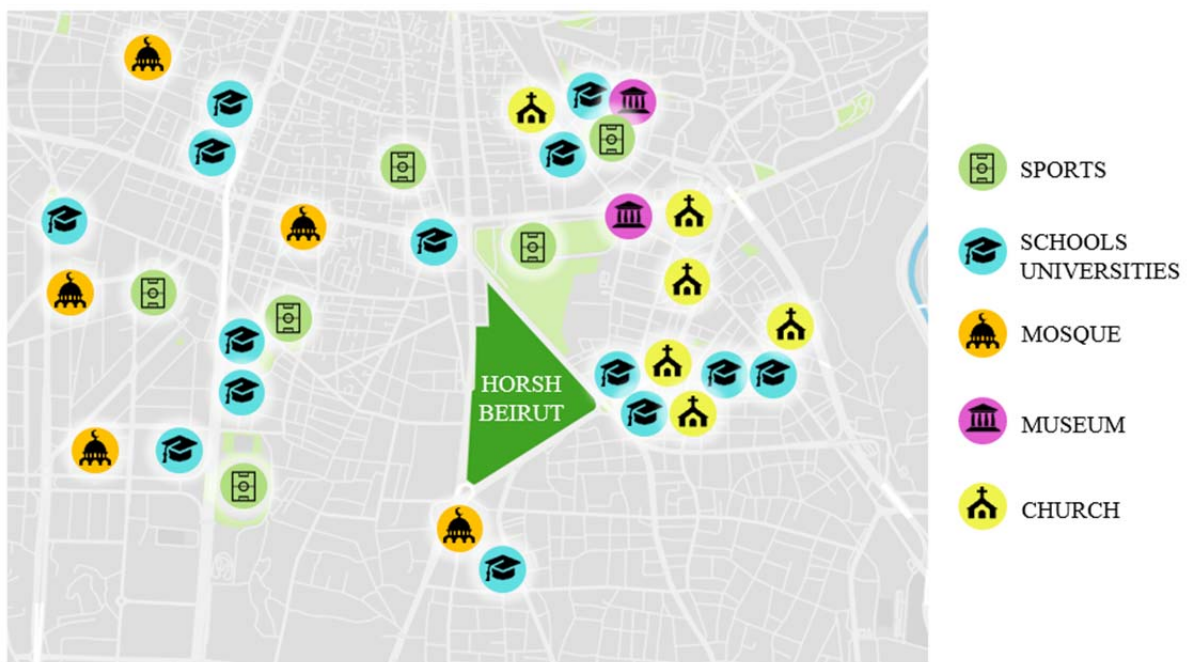 HORSH
BEIRUT
SPORTS
SCHOOLS
UNIVERSITIES
MOSQUE
MUSEUM
CHURCH